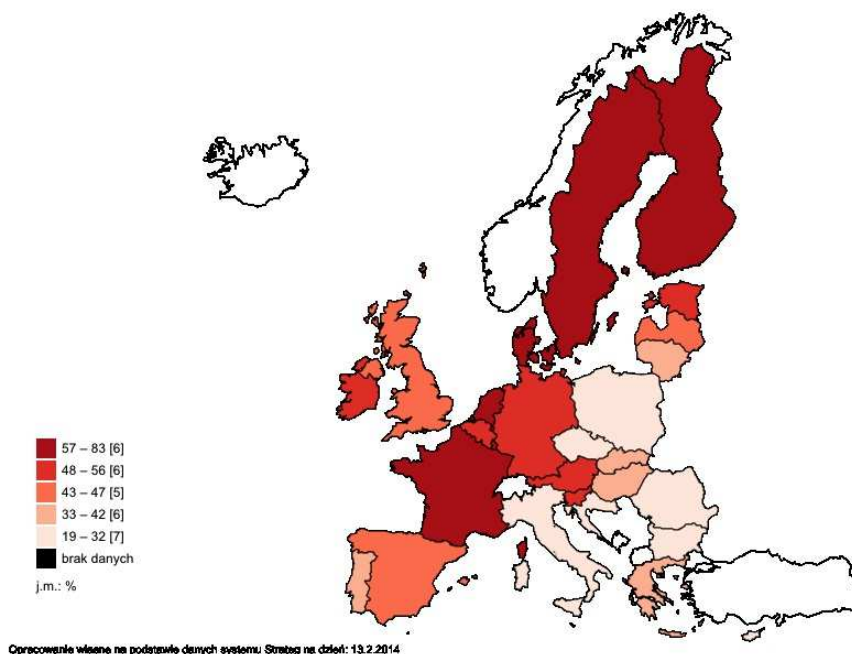 57 – 83 [6]
48 – 56 [6]
43 – 47 [5]
33 – 42 [6]
19 – 32 [7]
brak danych
j.m.: %
Opracowanie własne na podstawie danych systemu Strateg na dzień: 13.2.2014